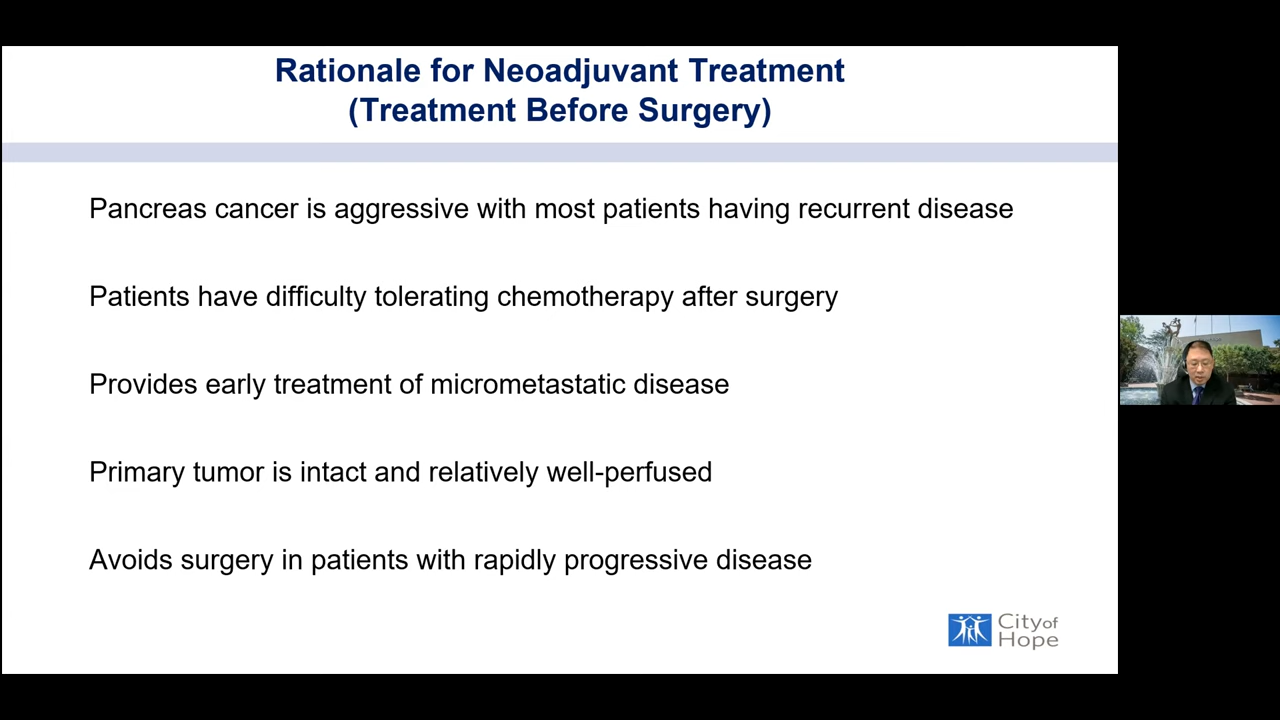 Rationale for Neoadjuvant Treatment
(Treatment Before Surgery)
Pancreas cancer is aggressive with most patients having recurrent disease
Patients have difficulty tolerating chemotherapy after surgery
Provides early treatment of micrometastatic disease
Primary tumor is intact and relatively well-perfused
Avoids surgery in patients with rapidly progressive disease
City of
Hope